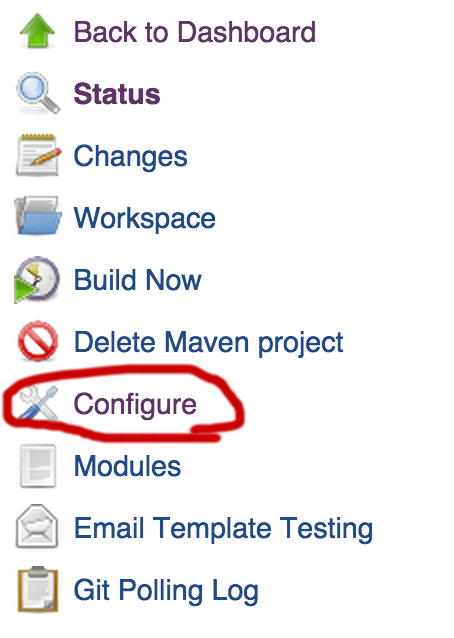 Back to Dashboard
Status
Changes
Workspace
Build Now
Delete Maven project
Configure
Modules
Email Template Testing
Git Polling Log